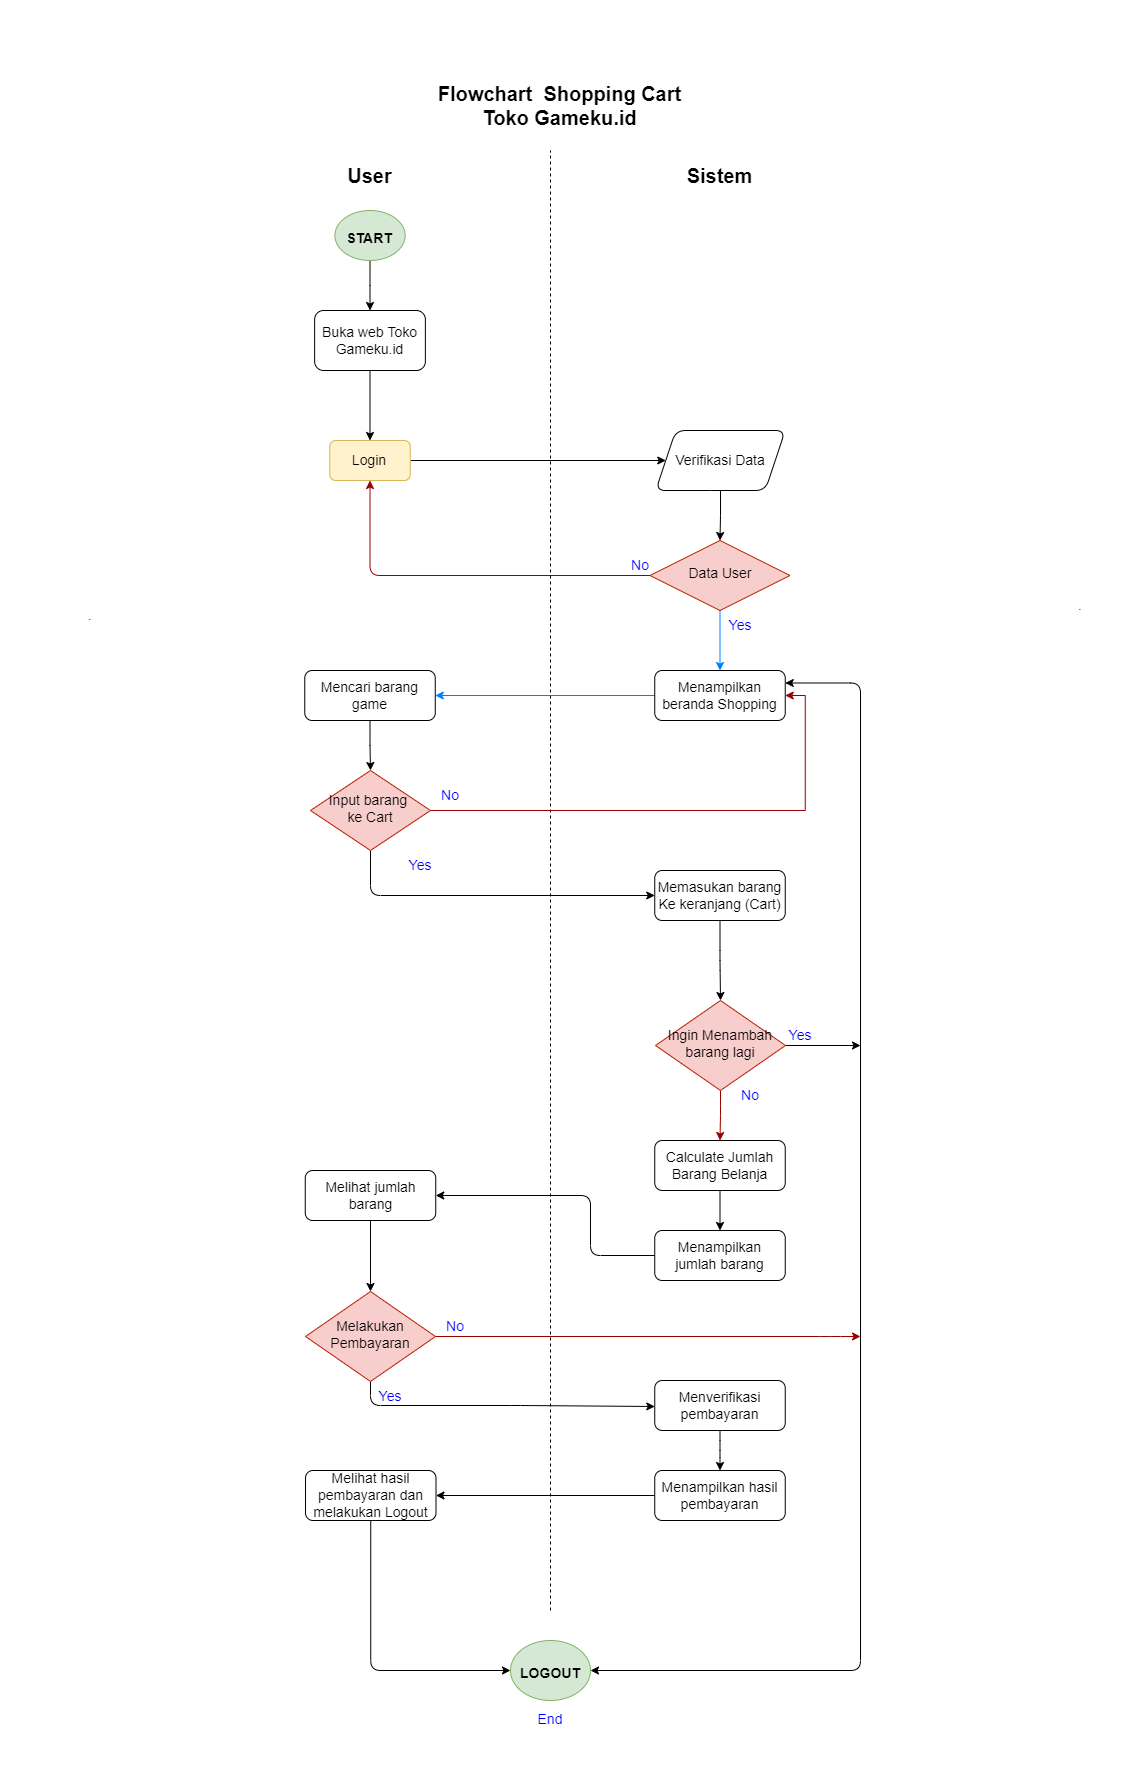 Flowchart  Shopping Cart
Toko Gameku.id
User
Sistem
START
Buka web Toko
Gameku.id
Login
Verifikasi Data
No
Data User
Yes
Mencari barang
game
Menampilkan
beranda Shopping
Input barang
ke Cart
No
Yes
Memasukan barang
Ke keranjang (Cart)
Ingin Menambah
barang lagi
Yes
No
Calculate Jumlah
Barang Belanja
Melihat jumlah
barang
Menampilkan
jumlah barang
Melakukan
Pembayaran
No
Yes
Menverifikasi
pembayaran
Melihat hasil
pembayaran dan
melakukan Logout
Menampilkan hasil
pembayaran
LOGOUT
End